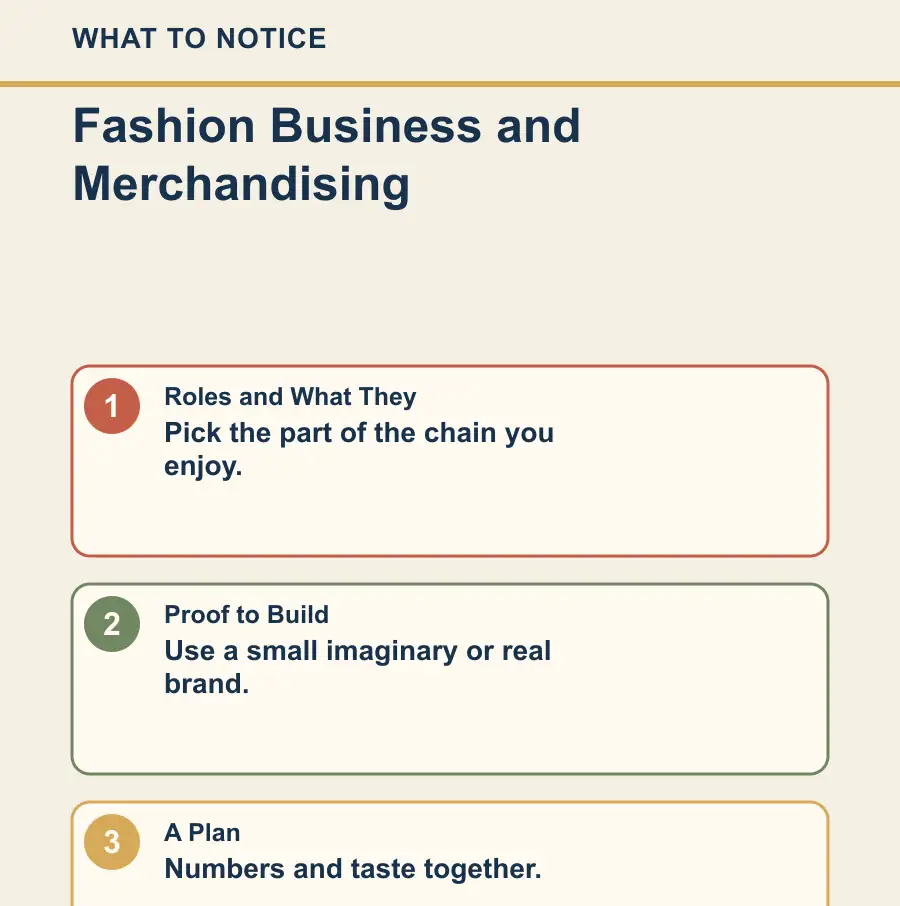 WHAT TO NOTICE
Fashion Business and
Merchandising
1
Roles and What They
Pick the part of the chain you
enjoy.
2
Proof to Build
Use a small imaginary or real
brand.
3
A Plan
Numbers and taste together.